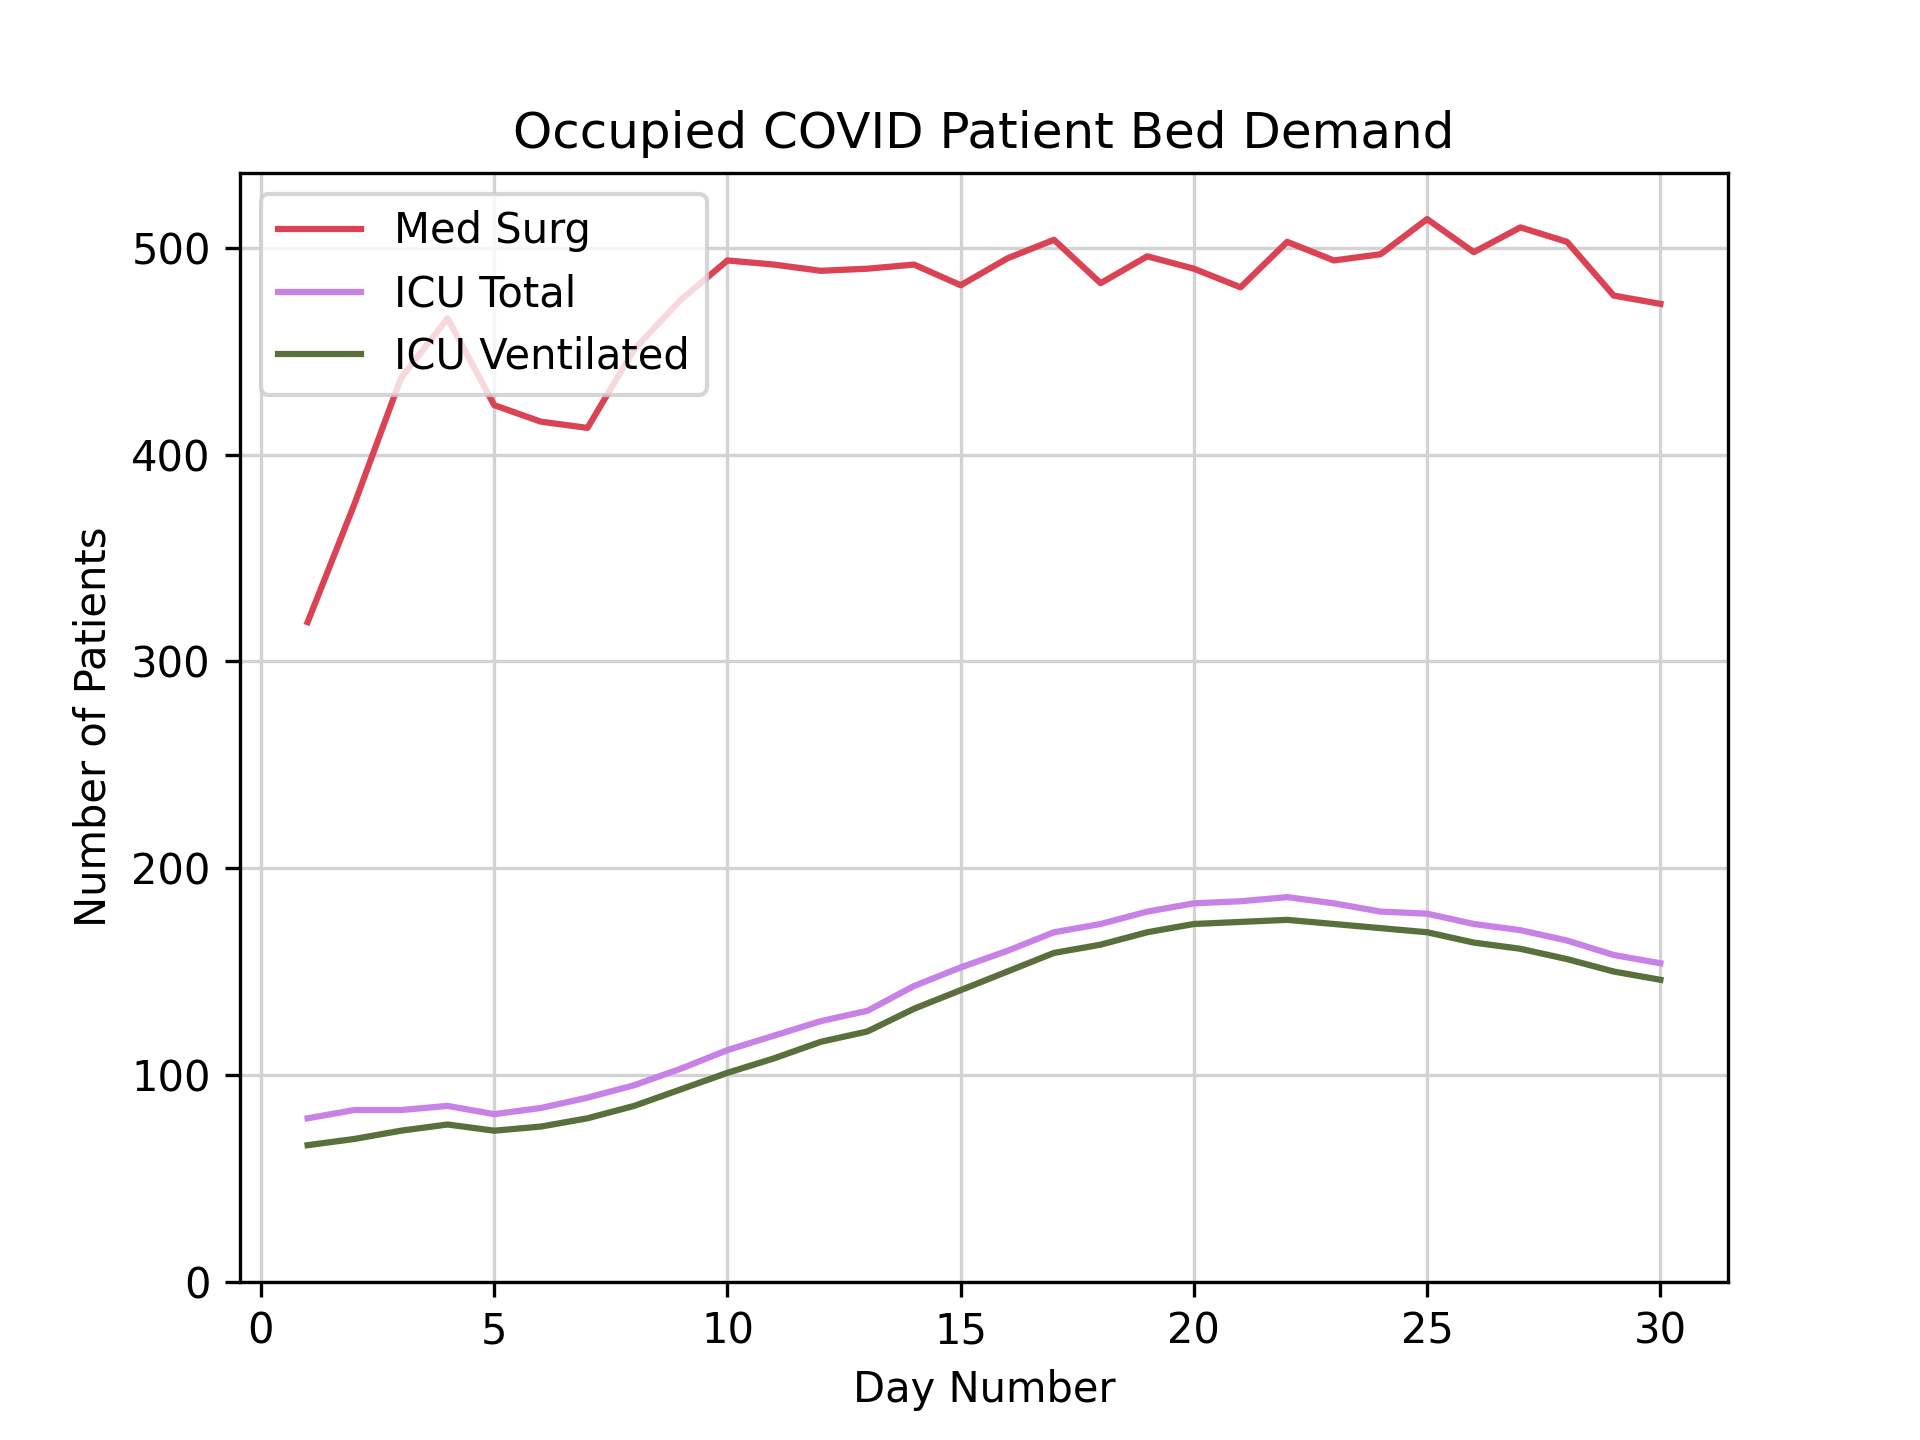 Occupied COVID Patient Bed Demand
Med Surg
ICU Total
ICU Ventilated
500
400
300
200
100
0
Number of Patients
0 5 10 15 20 25 30
Day Number